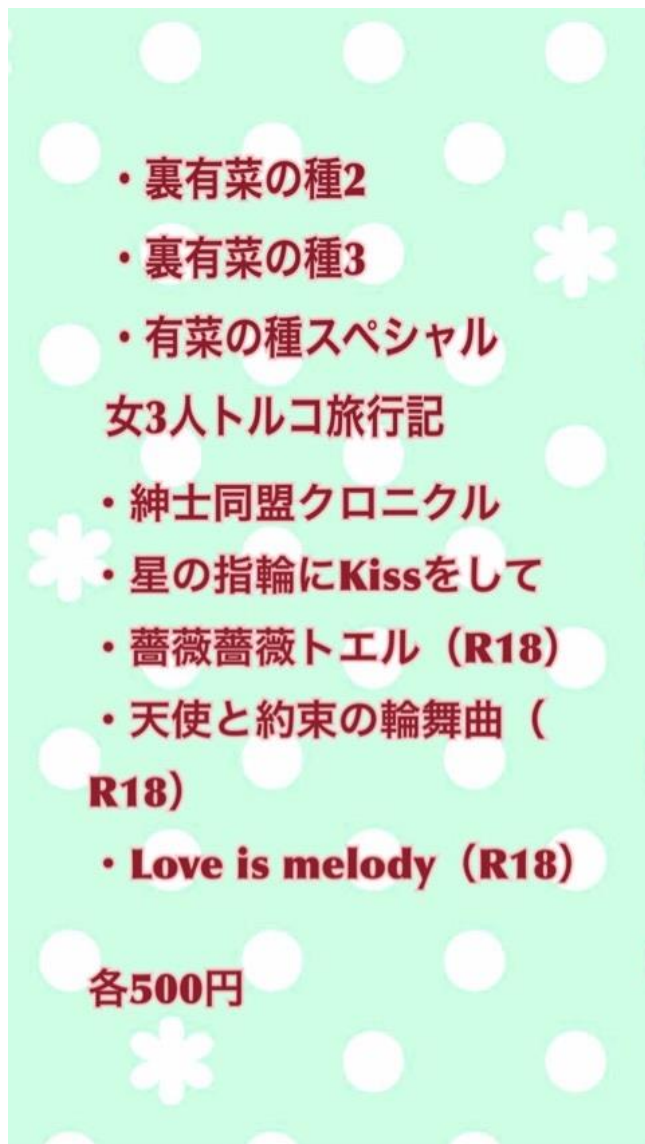 ・裏有菜の種2
・裏有菜の種3
・有菜の種スペシャル
女3人トルコ旅行記
・紳士同盟クロニクル
・星の指輪にKissをして
・薔薇薔薇トエル（R18）
・天使と約束の輪舞曲（
R18）
・Love is melody（R18）
各500円